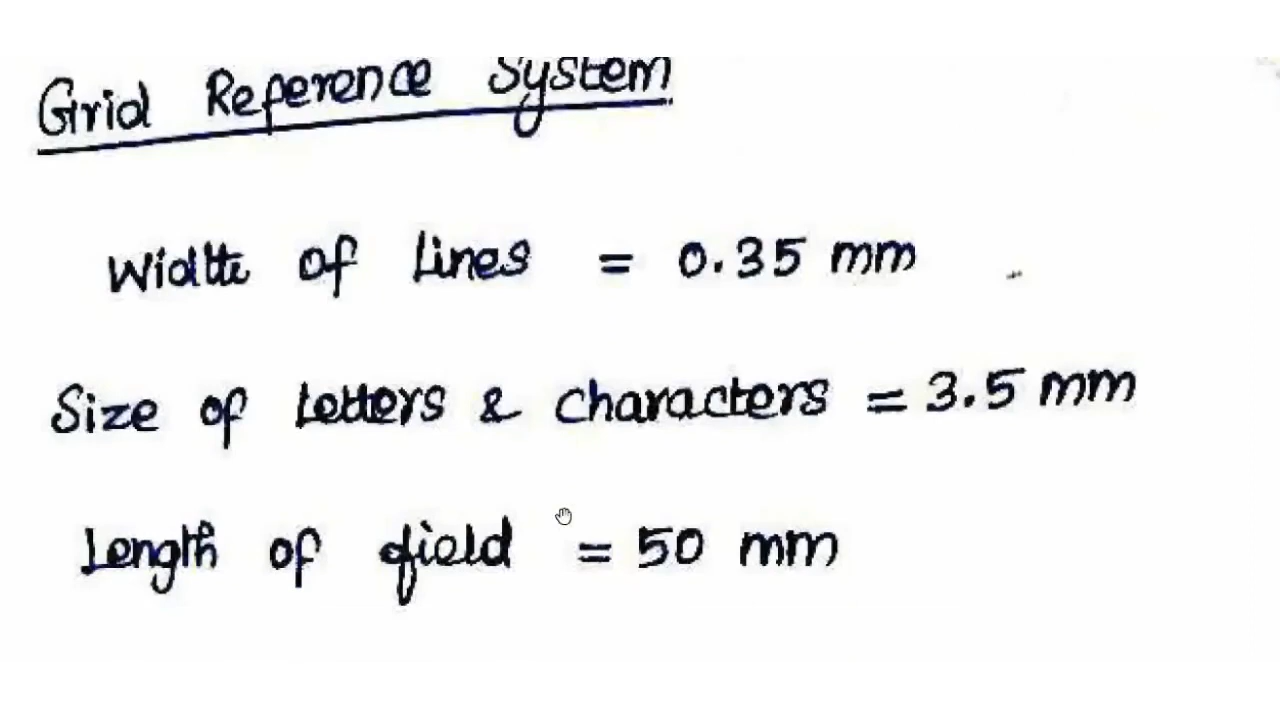 Grid Reference System
Width of lines = 0.35 mm
Size of Letters & characters = 3.5 mm
Length of field = 50 mm